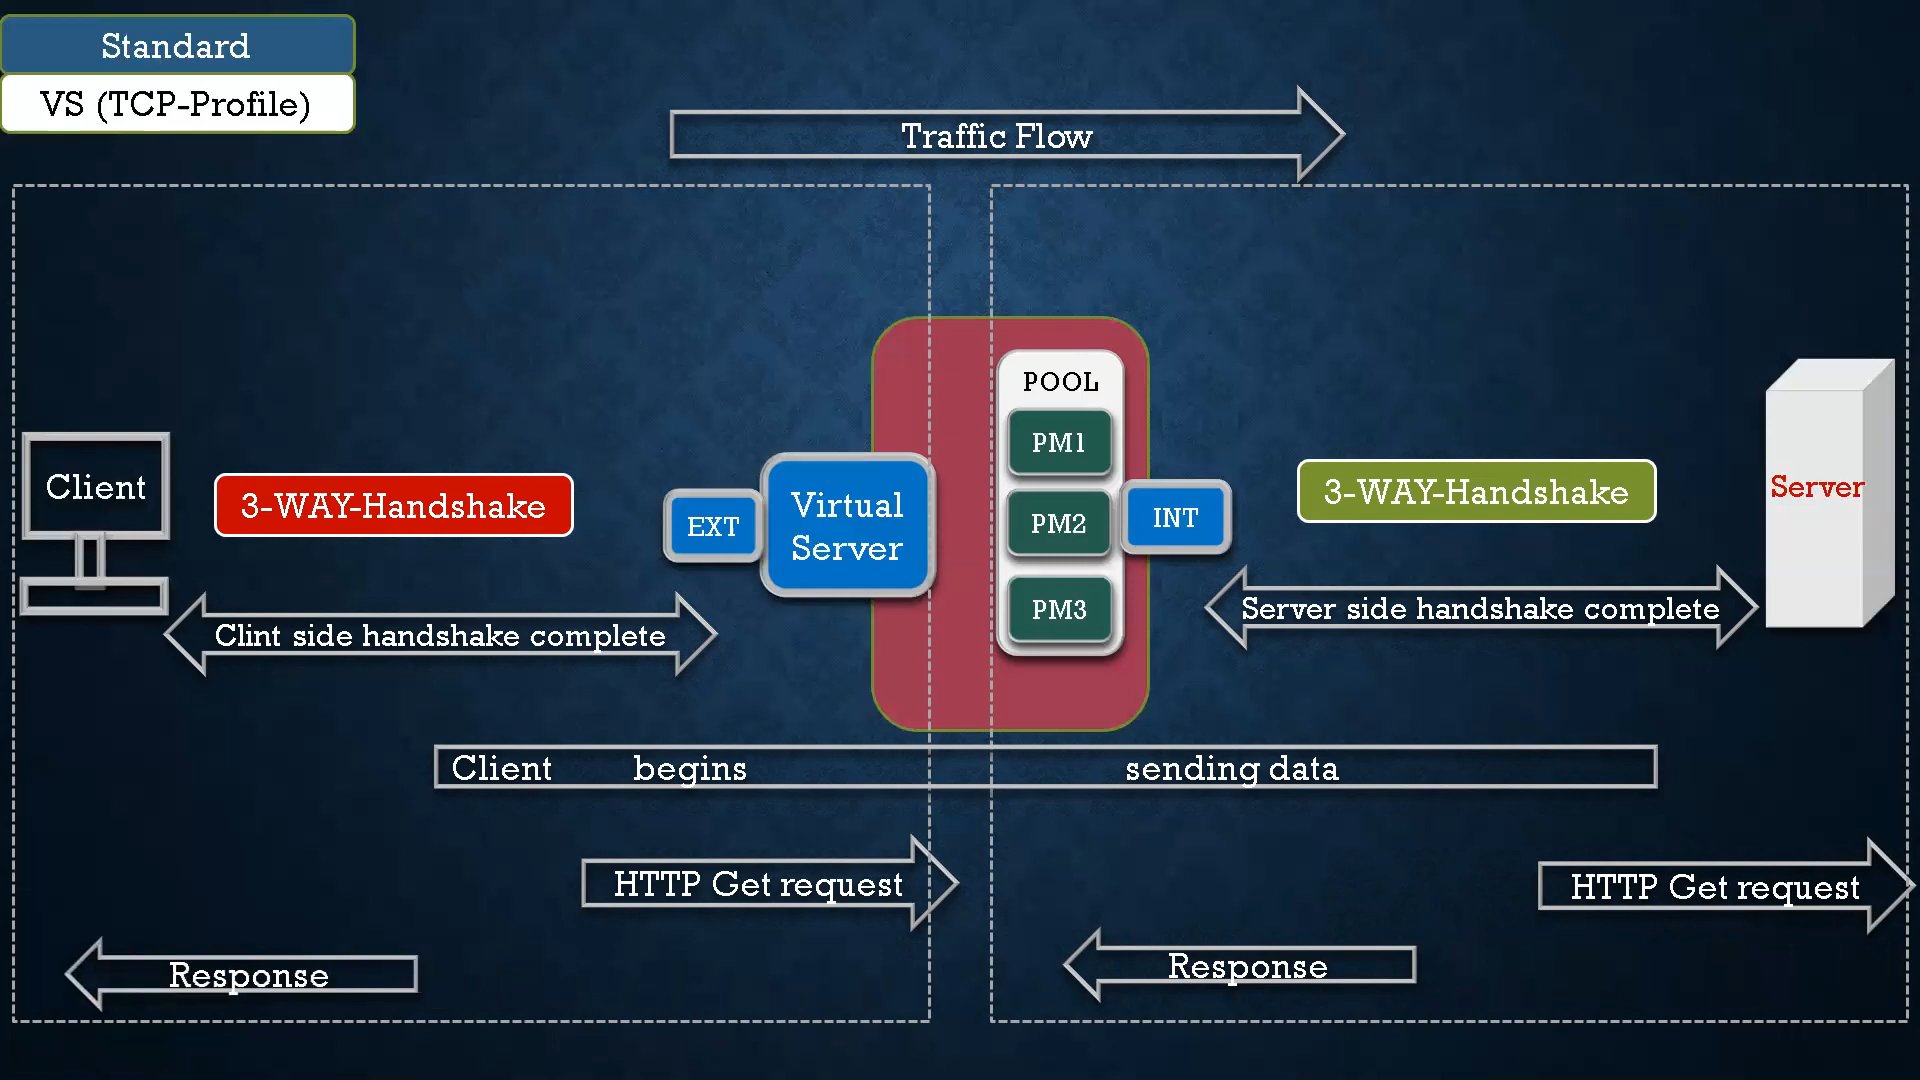 Standard
VS (TCP-Profile)
Traffic Flow
POOL
PM1
PM2
PM3
Client
3-WAY-Handshake
EXT
Virtual
Server
INT
3-WAY-Handshake
Server
Clint side handshake complete
Server side handshake complete
Client begins sending data
HTTP Get request
HTTP Get request
Response
Response